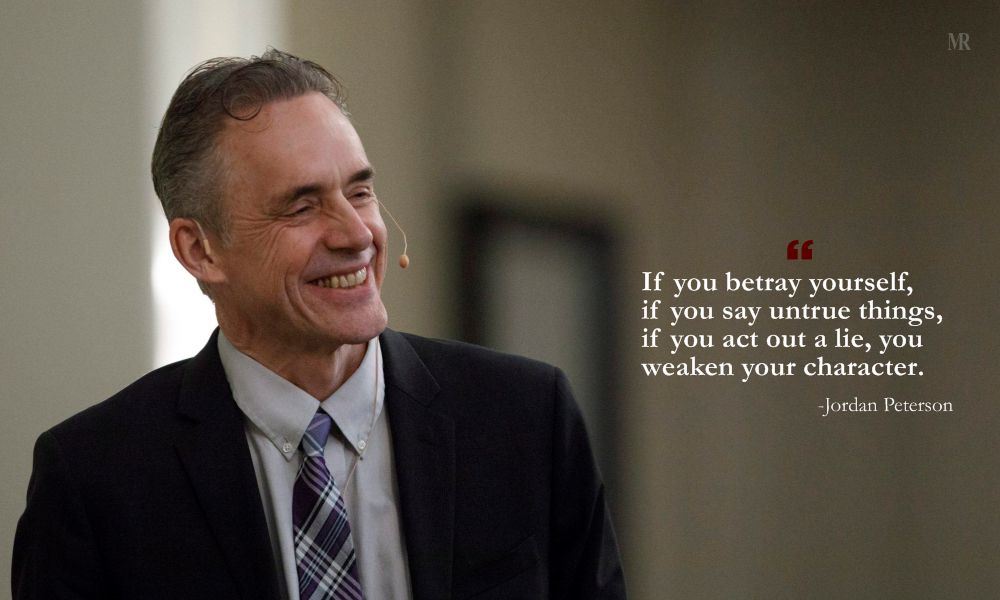 MR
“
If you betray yourself,
if you say untrue things,
if you act out a lie, you
weaken your character.
-Jordan Peterson